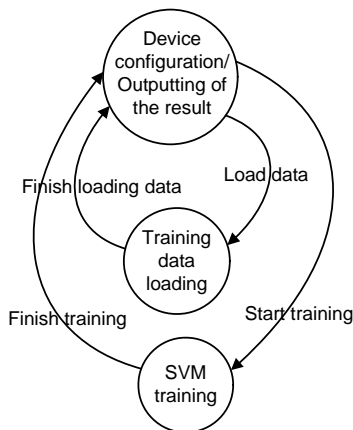 Device
configuration/
Outputting of
the result
Finish loading data
Load data
Training
data
loading
Finish training
Start training
SVM
training